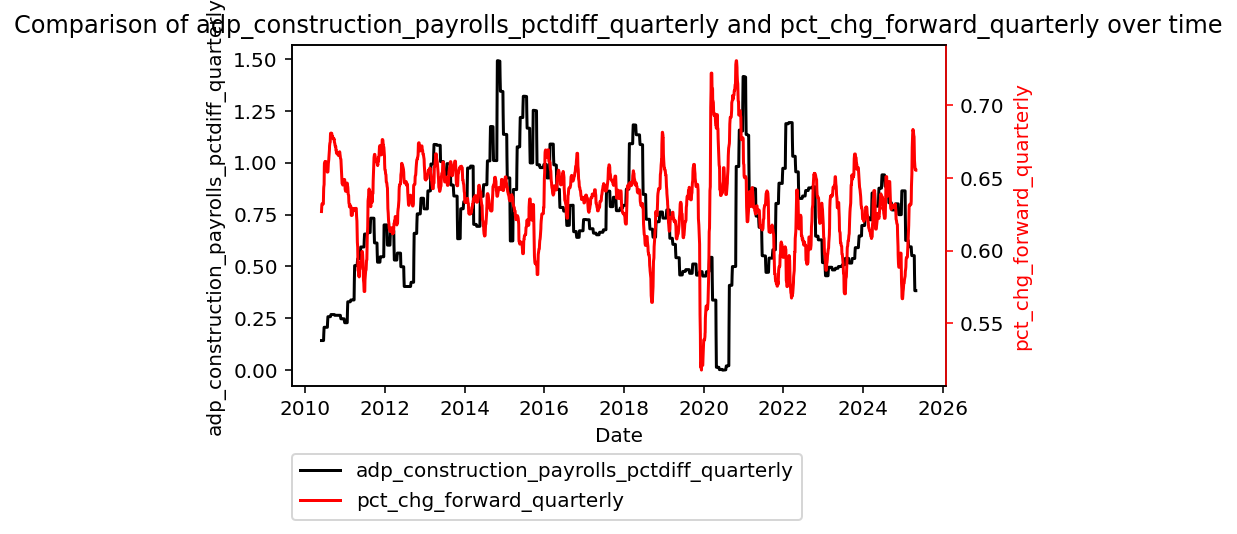 Comparison of adp_construction_payrolls_pctdiff_quarterly and pct_chg_forward_quarterly over time
adp_construction_payrolls_pctdiff_quarterly
1.50
1.25
1.00
0.75
0.50
0.25
0.00
0.70
0.65
0.60
0.55
pct_chg_forward_quarterly
2010 2012 2014 2016 2018 2020 2022 2024 2026
Date
adp_construction_payrolls_pctdiff_quarterly
pct_chg_forward_quarterly